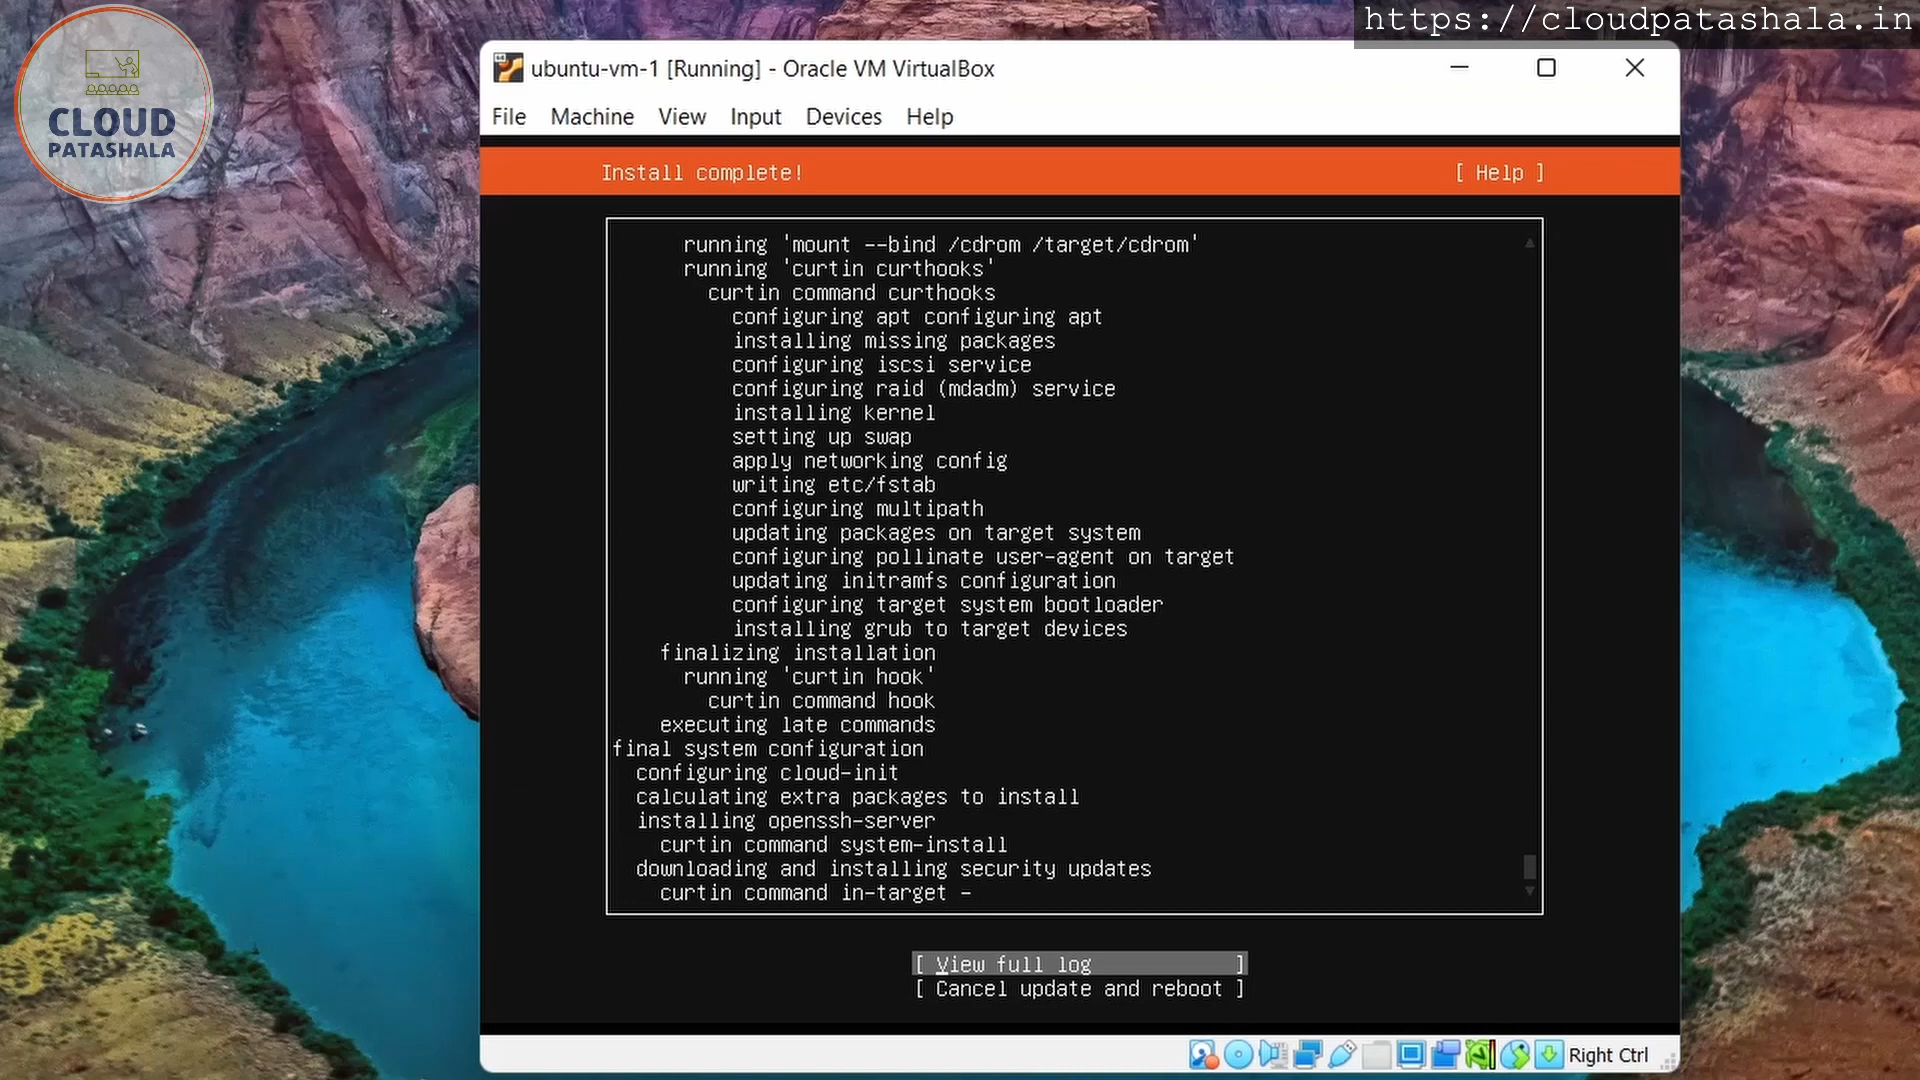 https://cloudpatashala.in
CLOUD
PATASHALA
ubuntu-vm-1 [Running] - Oracle VM VirtualBox
File Machine View Input Devices Help
Install complete! [ Help ]
running 'mount --bind /cdrom /target/cdrom'
running 'curtin curthooks'
curtin command curthooks
configuring apt configuring apt
installing missing packages
configuring iscsi service
configuring raid (mdadm) service
installing kernel
setting up swap
apply networking config
writing etc/fstab
configuring multipath
updating packages on target system
configuring pollinate user-agent on target
updating initramfs configuration
configuring target system bootloader
installing grub to target devices
finalizing installation
running 'curtin hook'
curtin command hook
executing late commands
final system configuration
configuring cloud-init
calculating extra packages to install
installing openssh-server
curtin command system-install
downloading and installing security updates
curtin command in-target -
[ View full log ]
[ Cancel update and reboot ]
Right Ctrl